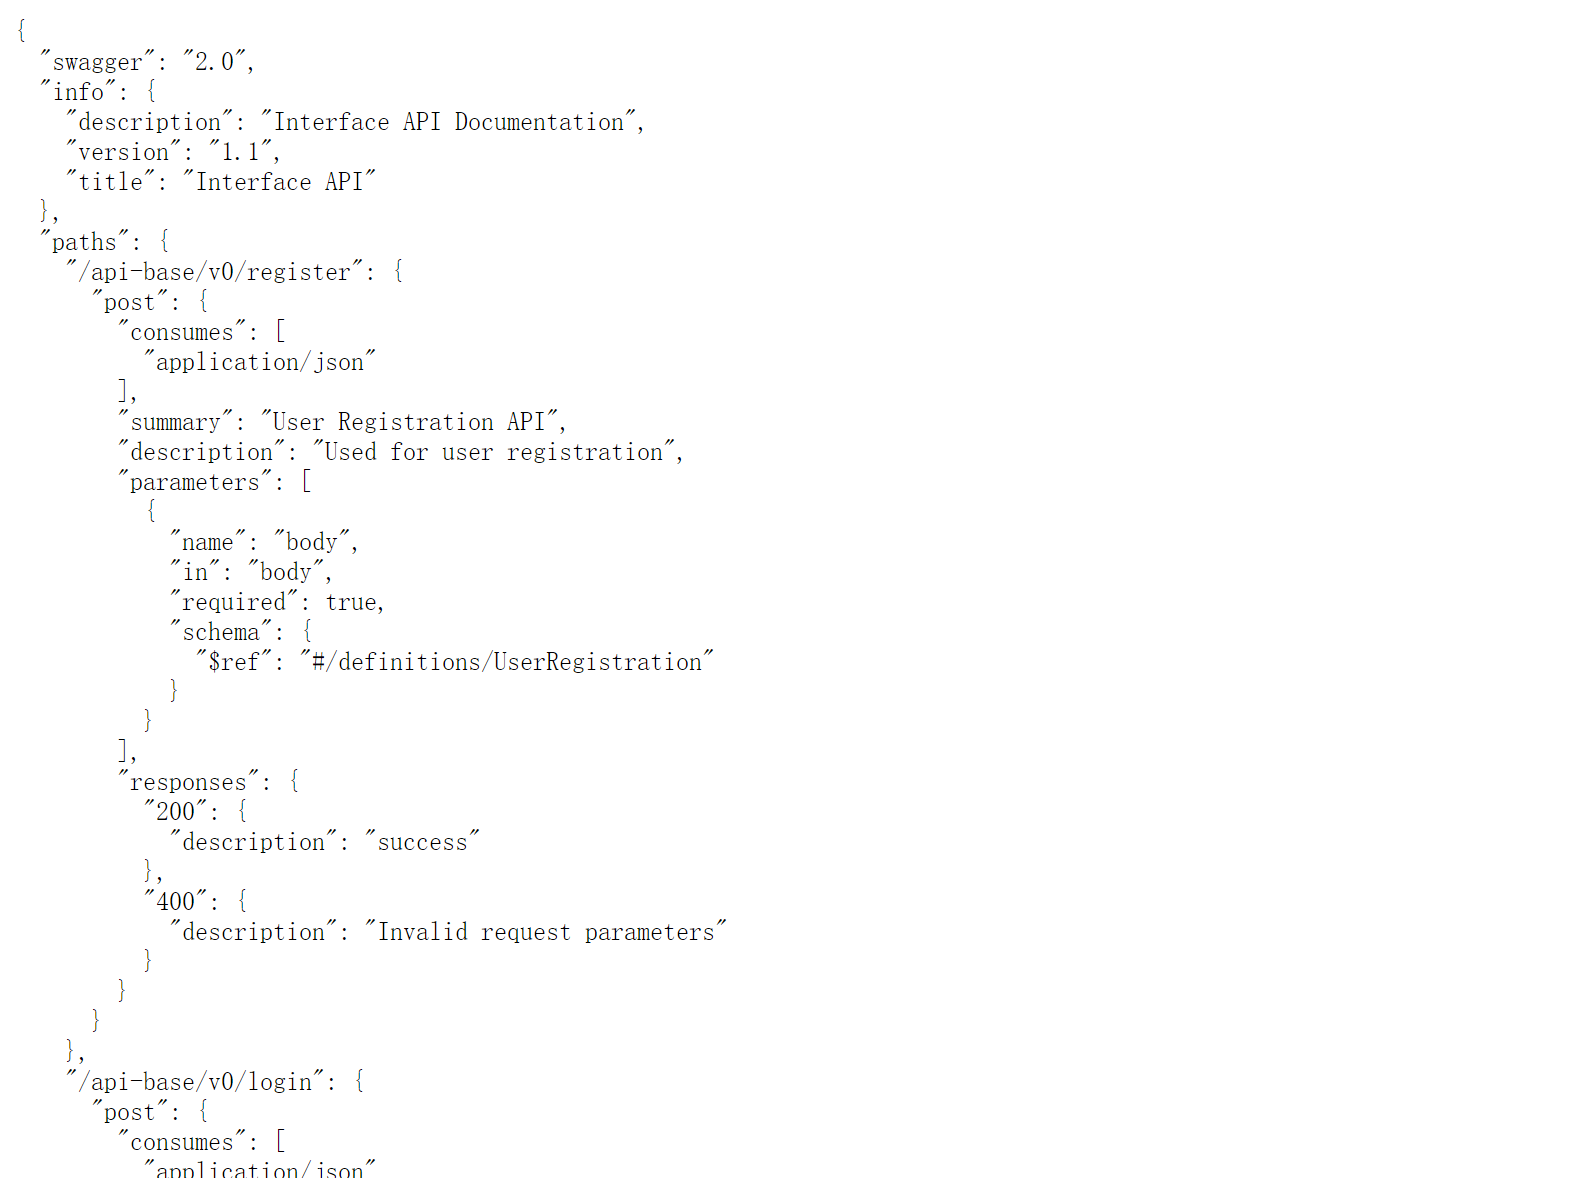 {
"swagger": "2.0",
"info": {
"description": "Interface API Documentation",
"version": "1.1",
"title": "Interface API"
},
"paths": {
"/api-base/v0/register": {
"post": {
"consumes": [
"application/json"
],
"summary": "User Registration API",
"description": "Used for user registration",
"parameters": [
{
"name": "body",
"in": "body",
"required": true,
"schema": {
"$ref": "#/definitions/UserRegistration"
}
}
],
"responses": {
"200": {
"description": "success"
},
"400": {
"description": "Invalid request parameters"
}
}
}
},
"/api-base/v0/login": {
"post": {
"consumes": [
"application/json"